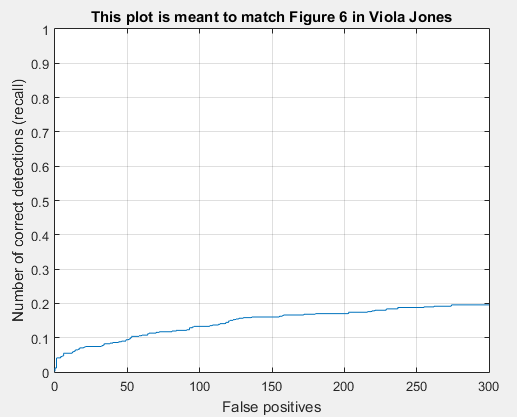 This plot is meant to match Figure 6 in Viola Jones
1
0.9
0.8
0.7
0.6
0.5
0.4
0.3
0.2
0.1
0
Number of correct detections (recall)
0 50 100 150 200 250 300
False positives